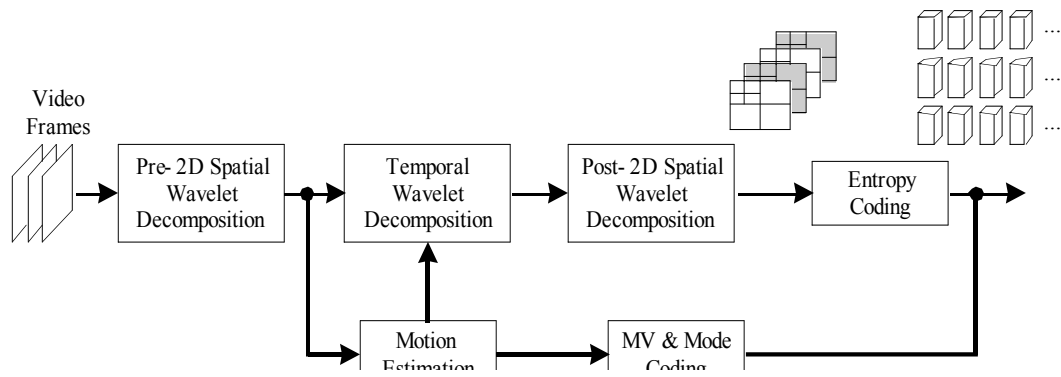 ...
...
...
Video
Frames
Pre- 2D Spatial
Wavelet
Decomposition
Temporal
Wavelet
Decomposition
Post- 2D Spatial
Wavelet
Decomposition
Entropy
Coding
Motion
Estimation
MV & Mode
Coding